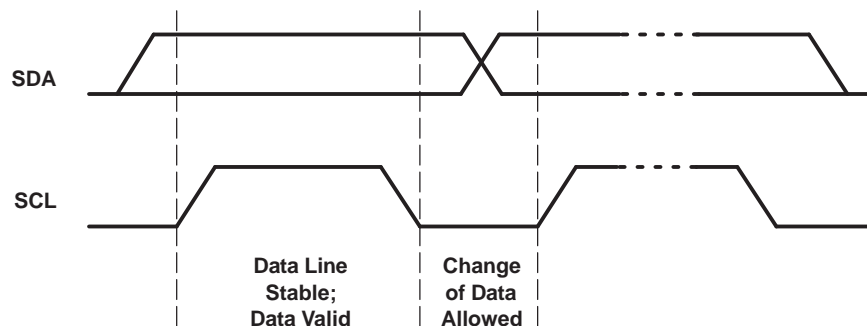 SDA
SCL
Data Line
Stable;
Data Valid
Change
of Data
Allowed